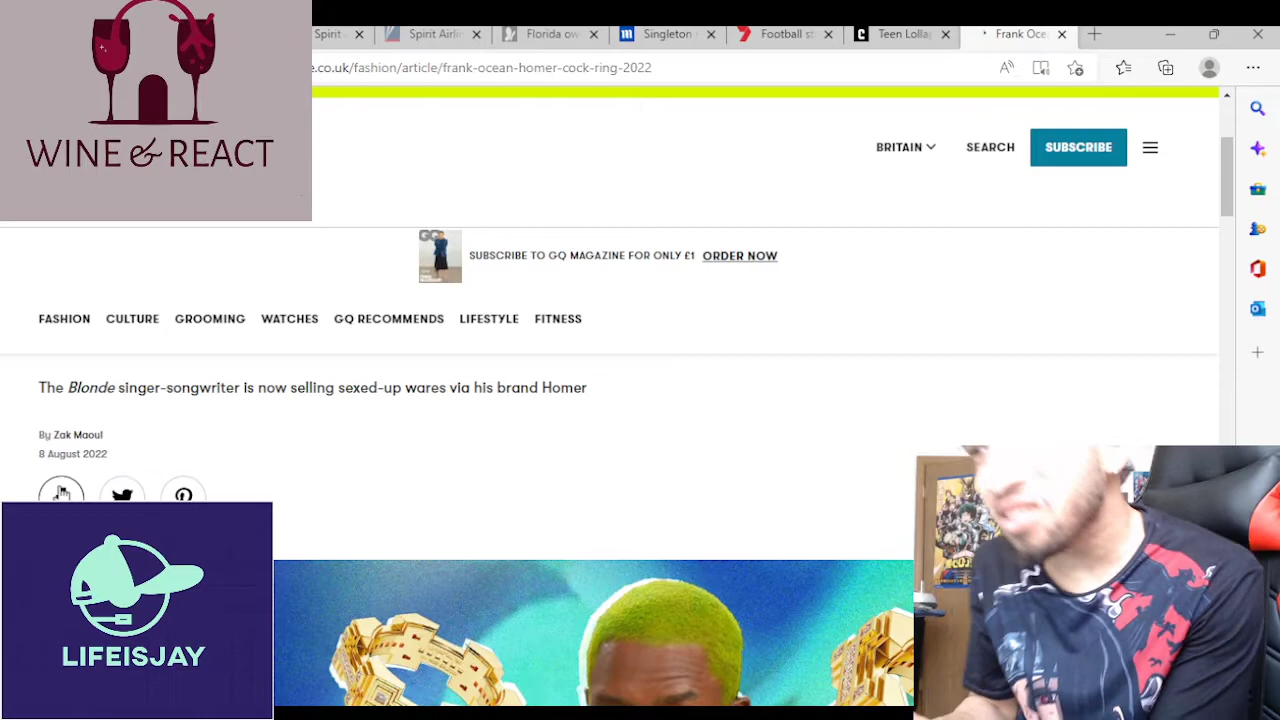 Spirit
Spirit Airli
Florida ow
Singleton
Football st
Teen Lolla
Frank Oce
e.co.uk/fashion/article/frank-ocean-homer-cock-ring-2022
WINE & REACT
BRITAIN
SEARCH
SUBSCRIBE
GQ
SUBSCRIBE TO GQ MAGAZINE FOR ONLY £1 ORDER NOW
FASHION CULTURE GROOMING WATCHES GQ RECOMMENDS LIFESTYLE FITNESS
The Blonde singer-songwriter is now selling sexed-up wares via his brand Homer
By Zak Maoul
8 August 2022
LIFEISJAY